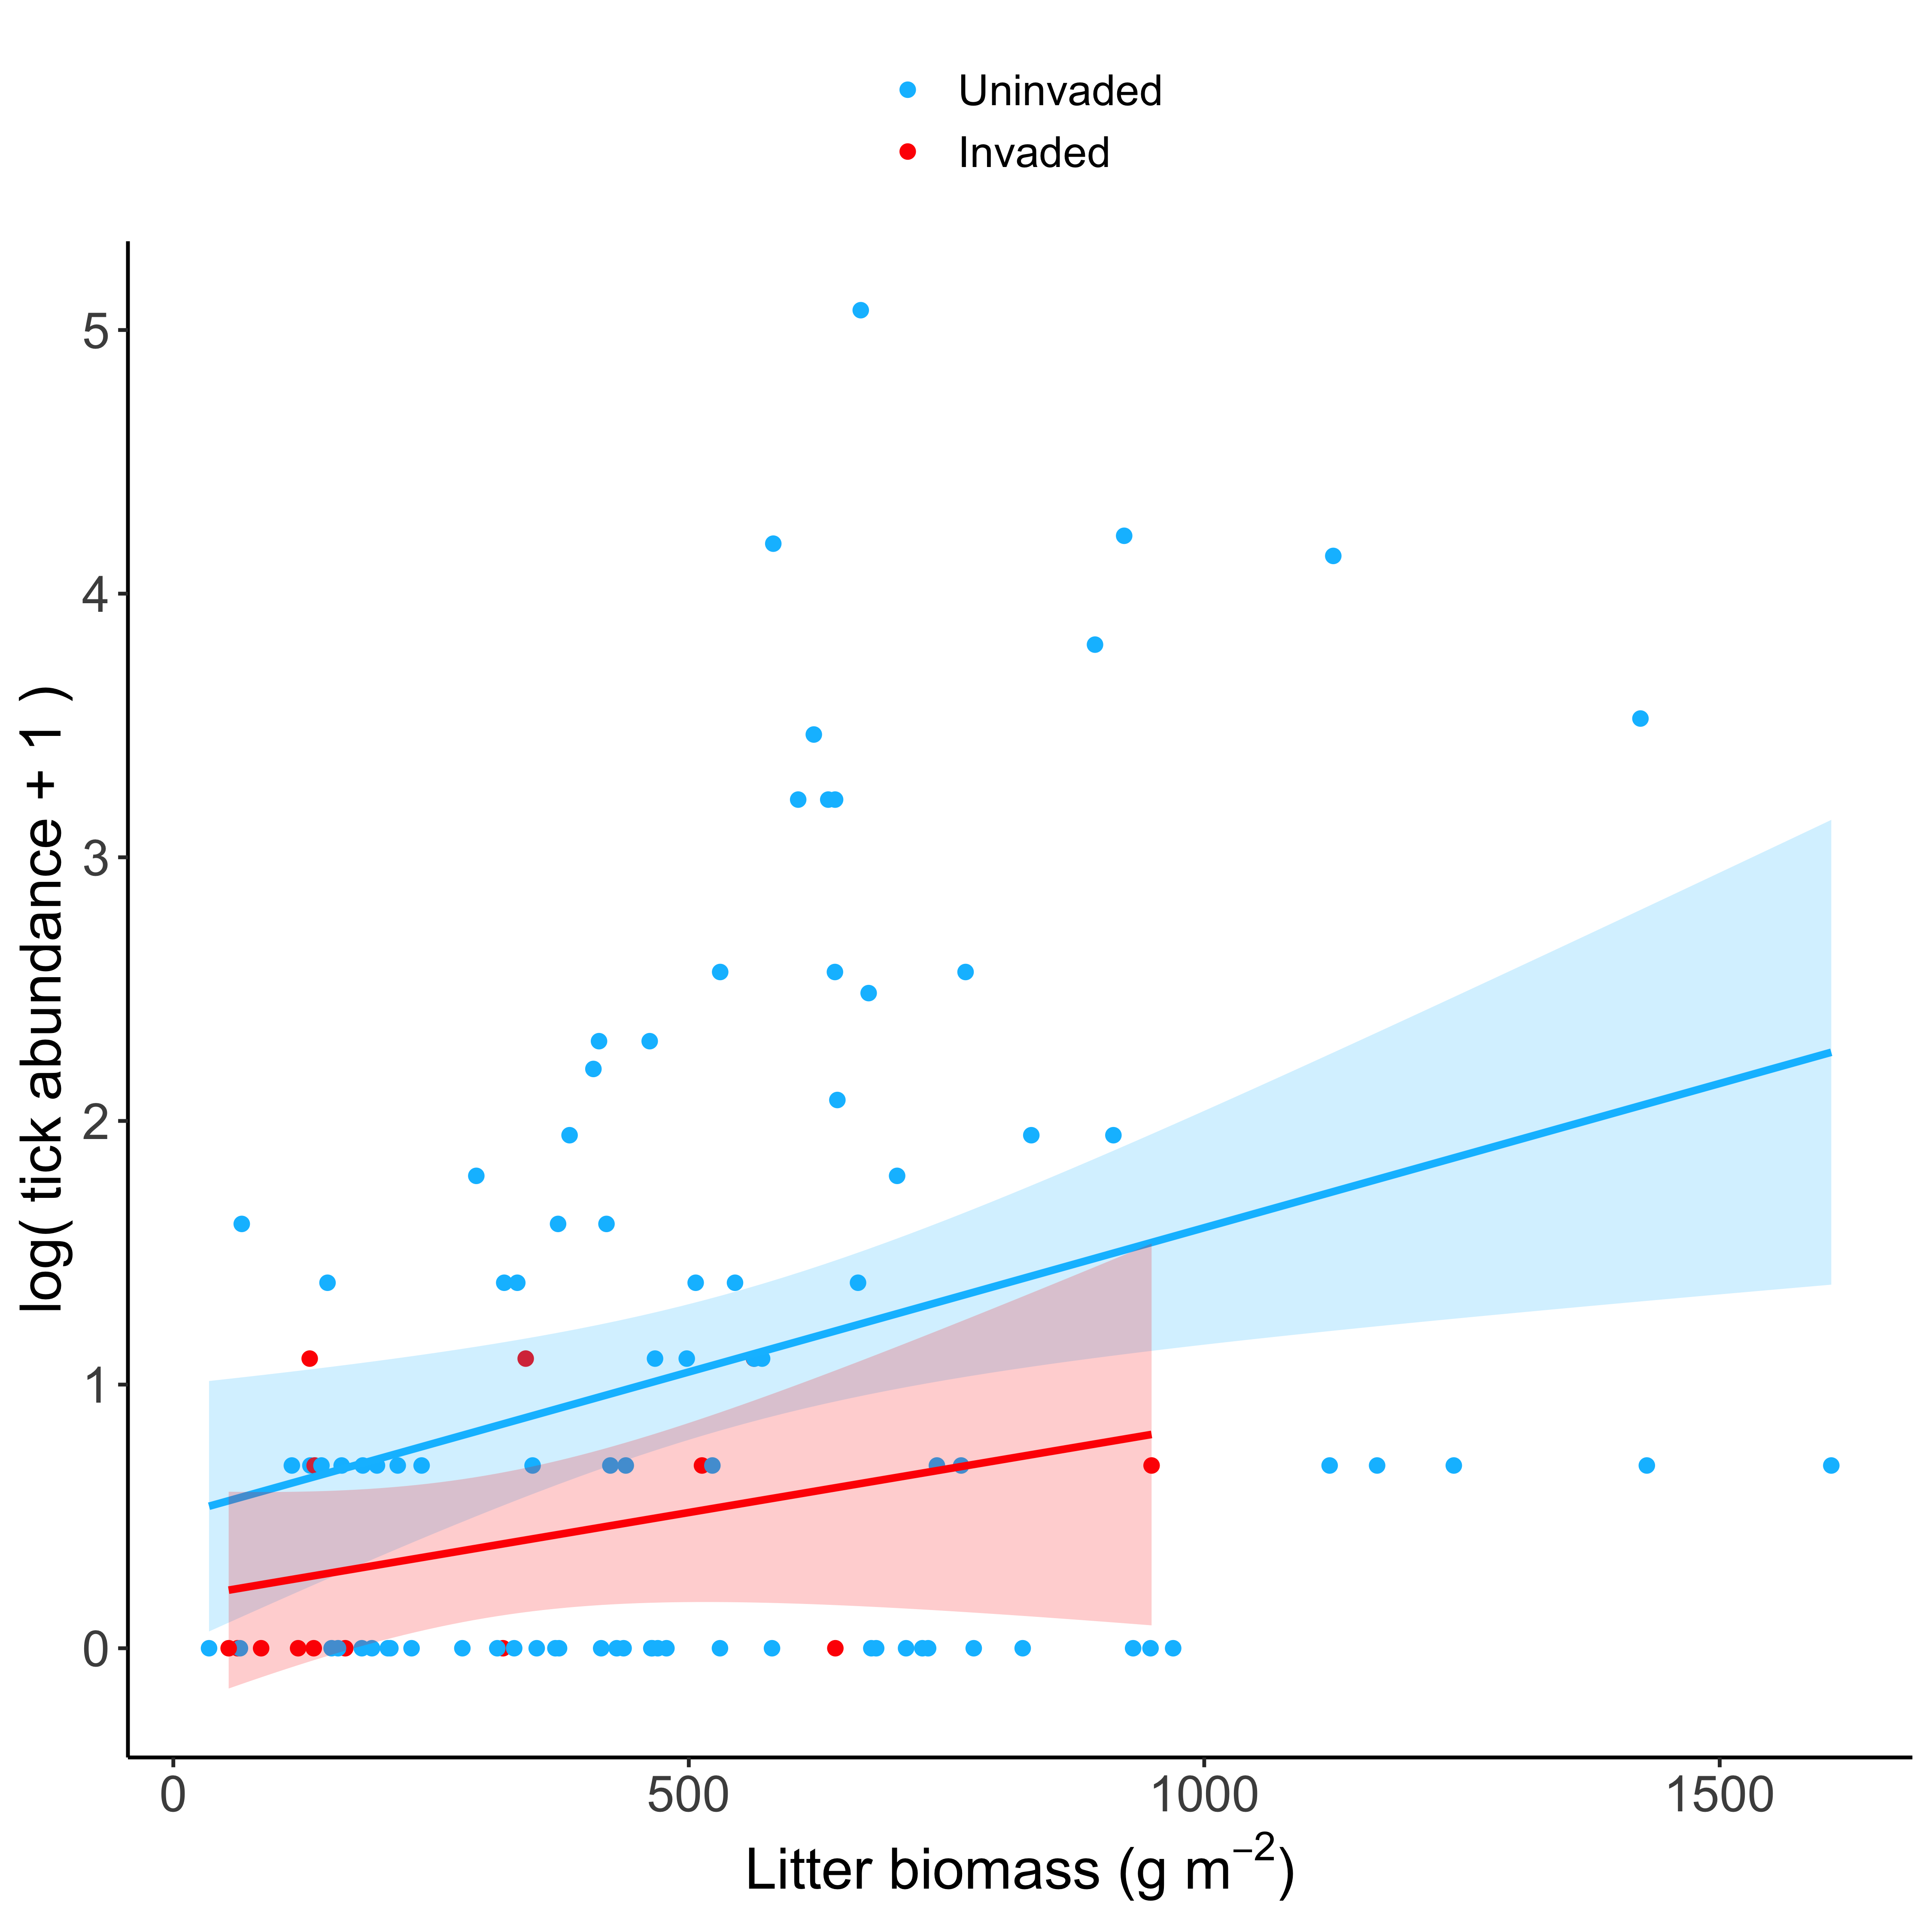 Uninvaded
Invaded
log( tick abundance + 1 )
5
4
3
2
1
0
0 500 1000 1500
Litter biomass (g m⁻²)